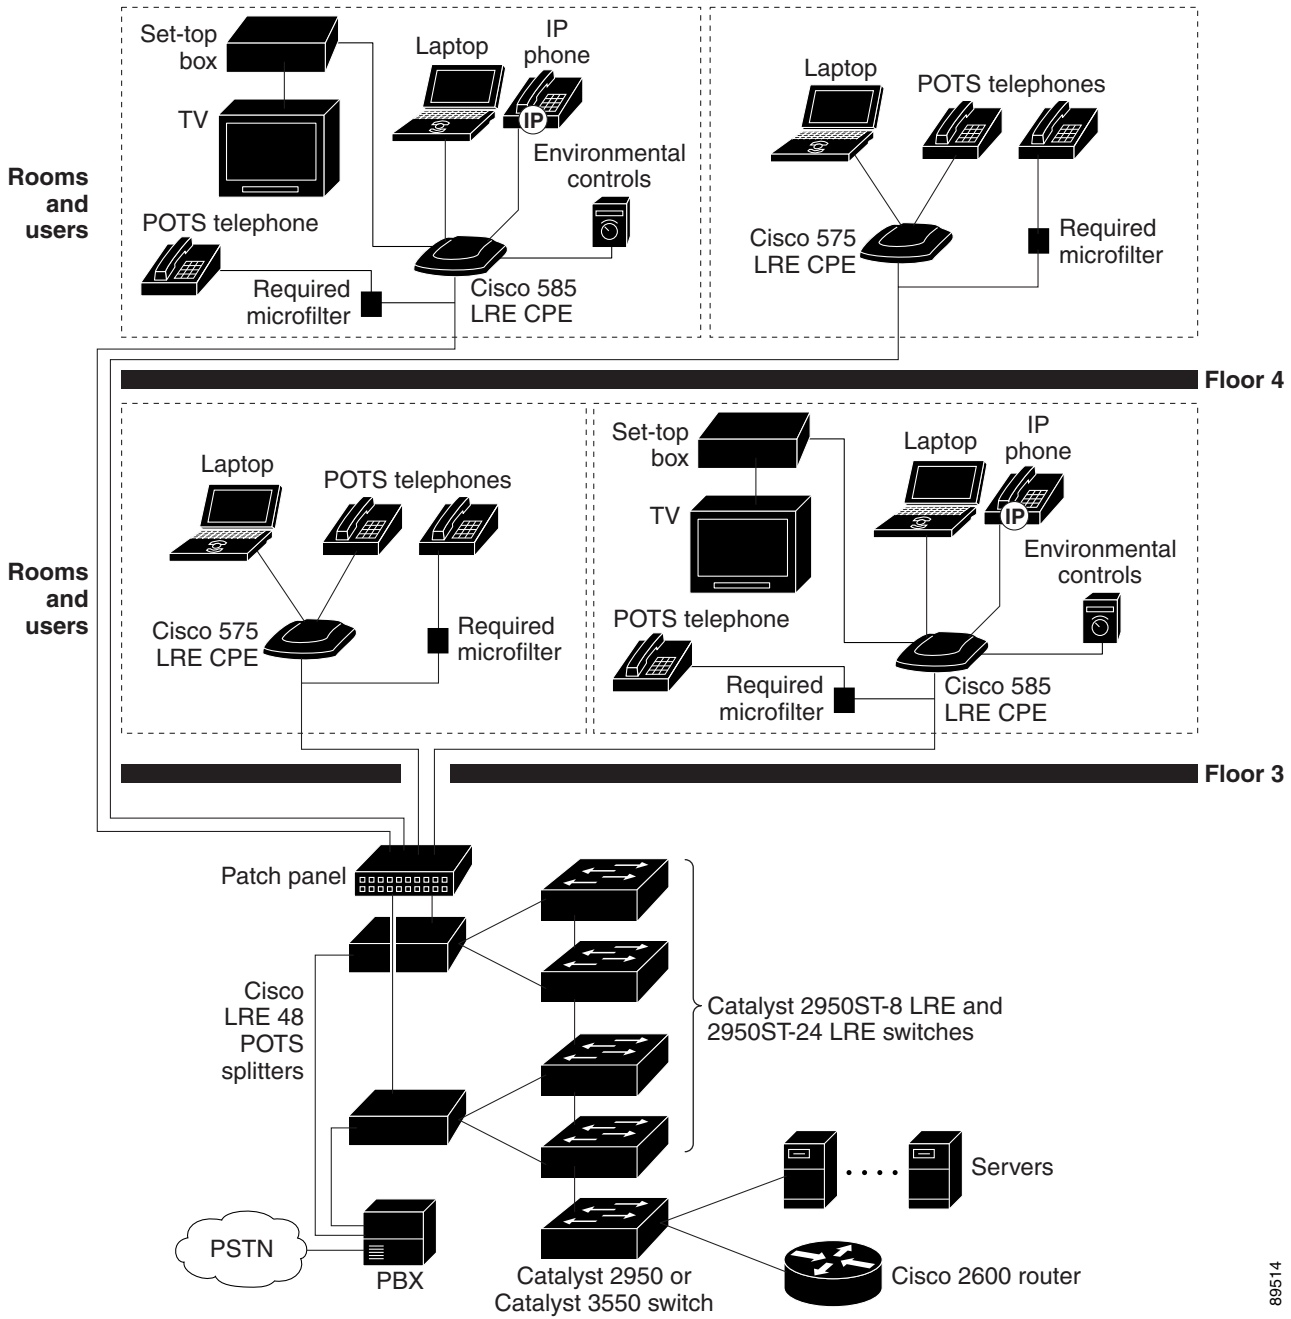 Set-top
box
Laptop
IP
phone
TV
IP
Environmental
controls
POTS telephone
Required
microfilter
Cisco 585
LRE CPE
Laptop
POTS telephones
Cisco 575
LRE CPE
Required
microfilter
Rooms
and
users
Floor 4
Laptop
POTS telephones
Cisco 575
LRE CPE
Required
microfilter
Set-top
box
Laptop
IP
phone
TV
IP
Environmental
controls
POTS telephone
Required
microfilter
Cisco 585
LRE CPE
Rooms
and
users
Floor 3
Patch panel
Cisco
LRE 48
POTS
splitters
Catalyst 2950ST-8 LRE and
2950ST-24 LRE switches
Servers
PSTN
PBX
Catalyst 2950 or
Catalyst 3550 switch
Cisco 2600 router
89514